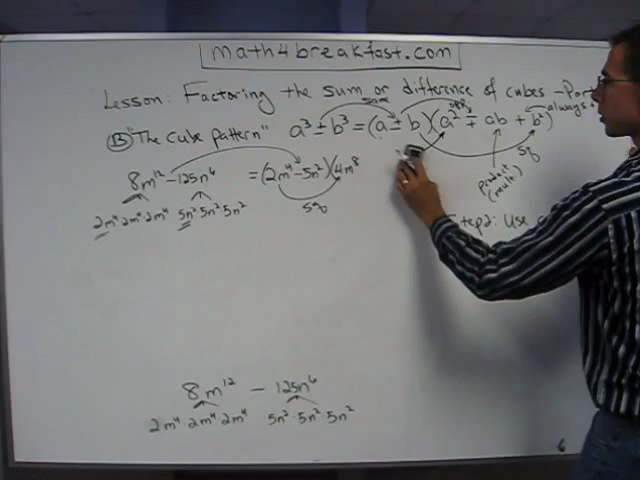 math4breakfast.com
Lesson: Factoring the sum or difference of cubes - Part
B "The Cube pattern" a³ ± b³ = (a ± b)(a² ∓ ab + b²)
same
opp.
always +
sq
product
(mult)
8m¹² - 125n⁶ = (2m⁴ - 5n²)(4m⁸
2m⁴·2m⁴·2m⁴ 5n²·5n²·5n²
sq
Step 2: Use
8m¹² - 125n⁶
2m⁴·2m⁴·2m⁴ 5n²·5n²·5n²
6